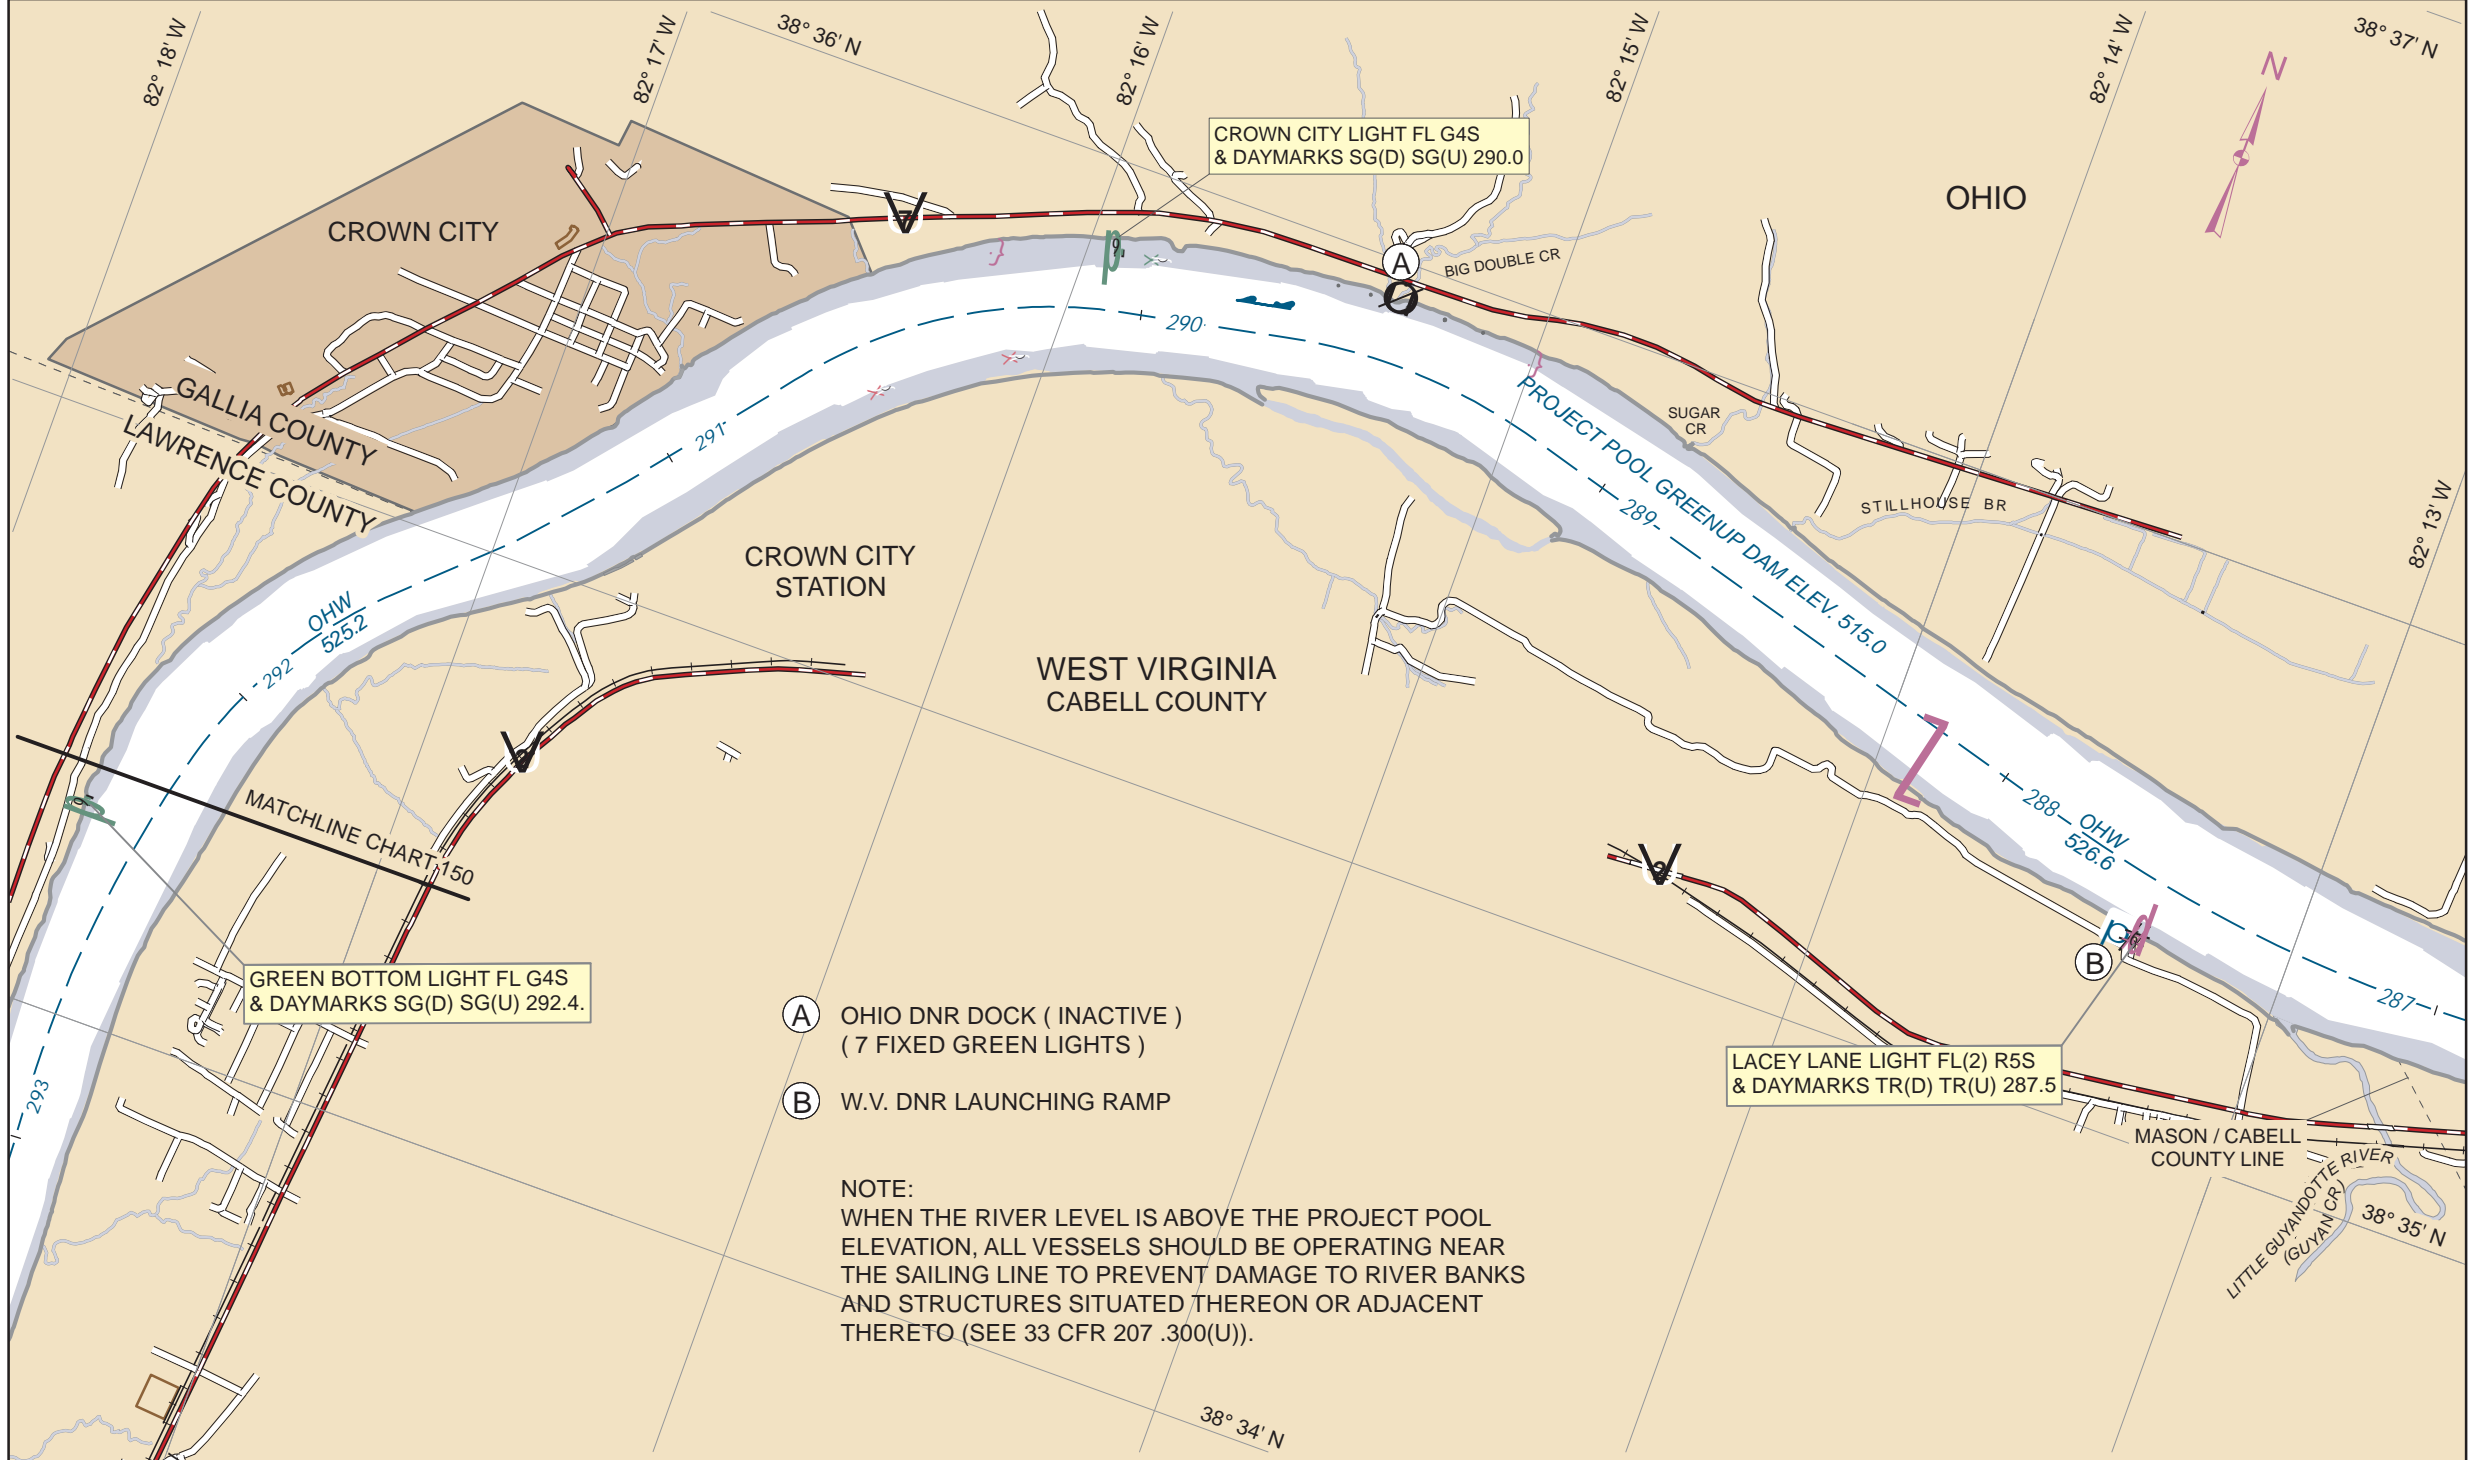 82° 18' W
82° 17' W
38° 36' N
82° 16' W
82° 15' W
82° 14' W
38° 37' N
N
CROWN CITY LIGHT FL G4S
& DAYMARKS SG(D) SG(U) 290.0
OHIO
CROWN CITY
A
BIG DOUBLE CR
290
GALLIA COUNTY
LAWRENCE COUNTY
291
PROJECT POOL GREENUP DAM ELEV. 515.0
SUGAR
CR
STILLHOUSE BR
82° 13' W
289
CROWN CITY
STATION
OHW
525.2
292
WEST VIRGINIA
CABELL COUNTY
MATCHLINE CHART 150
288
OHW
526.6
B
287
GREEN BOTTOM LIGHT FL G4S
& DAYMARKS SG(D) SG(U) 292.4.
293
A OHIO DNR DOCK ( INACTIVE )
( 7 FIXED GREEN LIGHTS )
B W.V. DNR LAUNCHING RAMP
LACEY LANE LIGHT FL(2) R5S
& DAYMARKS TR(D) TR(U) 287.5
MASON / CABELL
COUNTY LINE
LITTLE GUYANDOTTE RIVER
(GUYAN CR)
38° 35' N
NOTE:
WHEN THE RIVER LEVEL IS ABOVE THE PROJECT POOL
ELEVATION, ALL VESSELS SHOULD BE OPERATING NEAR
THE SAILING LINE TO PREVENT DAMAGE TO RIVER BANKS
AND STRUCTURES SITUATED THEREON OR ADJACENT
THERETO (SEE 33 CFR 207 .300(U)).
38° 34' N